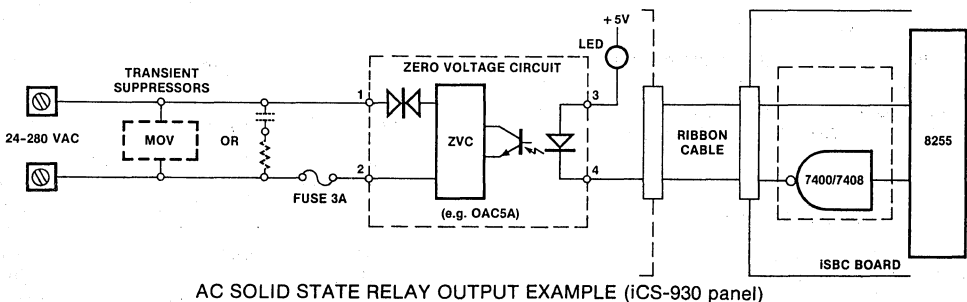 +5V
LED
ZERO VOLTAGE CIRCUIT
TRANSIENT
SUPPRESSORS
1
3
24-280 VAC
MOV
OR
ZVC
RIBBON
CABLE
8255
7400/7408
2
4
FUSE 3A
(e.g. OAC5A)
iSBC BOARD
AC SOLID STATE RELAY OUTPUT EXAMPLE (iCS-930 panel)